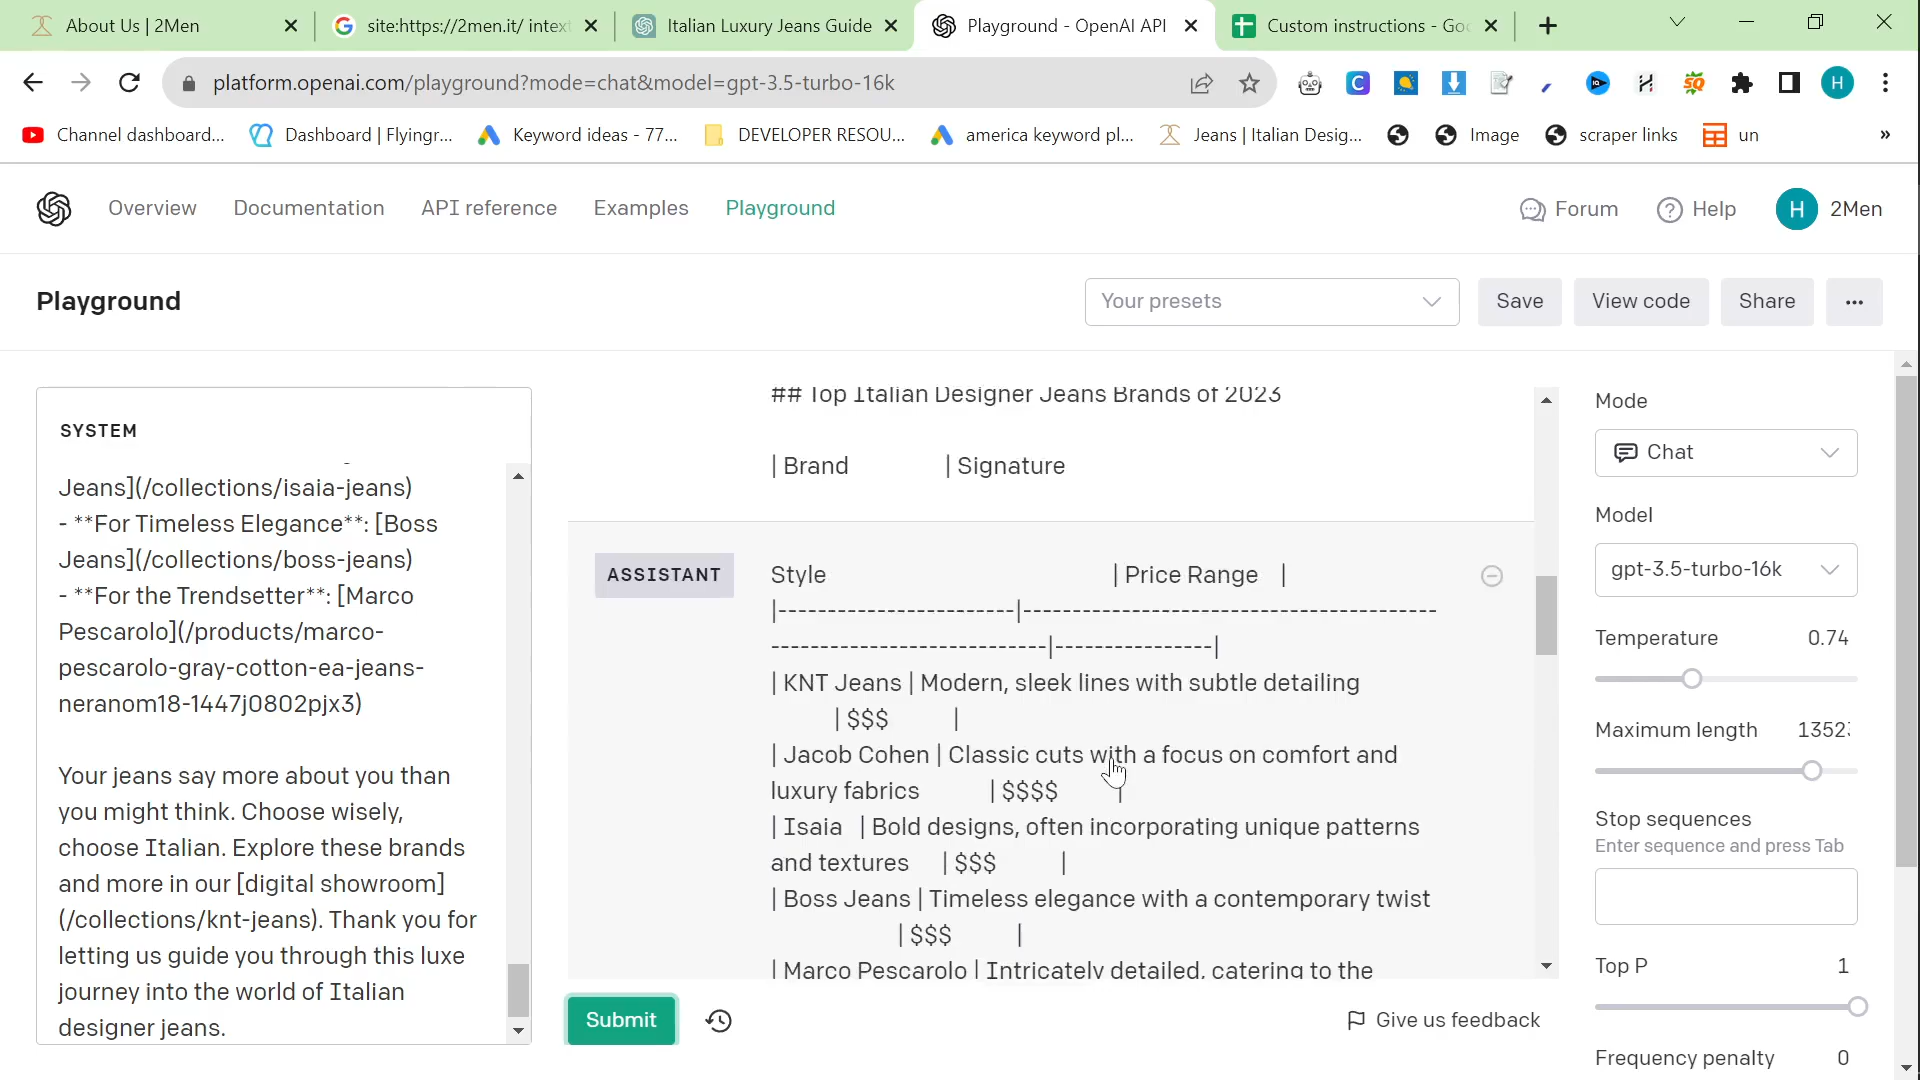 About Us | 2Men
site:https://2men.it/ intext
Italian Luxury Jeans Guide
Playground - OpenAI API
Custom instructions - Goo
platform.openai.com/playground?mode=chat&model=gpt-3.5-turbo-16k
C
SQ
H
Channel dashboard...
Dashboard | Flyingr...
Keyword ideas - 77...
DEVELOPER RESOU...
america keyword pl...
Jeans | Italian Desig...
Image
scraper links
un
»
Overview
Documentation
API reference
Examples
Playground
Forum
Help
H
2Men
Playground
Your presets
Save
View code
Share
...
SYSTEM
Jeans](/collections/isaia-jeans)
- **For Timeless Elegance**: [Boss
Jeans](/collections/boss-jeans)
- **For the Trendsetter**: [Marco
Pescarolo](/products/marco-
pescarolo-gray-cotton-ea-jeans-
neranom18-1447j0802pjx3)
Your jeans say more about you than
you might think. Choose wisely,
choose Italian. Explore these brands
and more in our [digital showroom]
(/collections/knt-jeans). Thank you for
letting us guide you through this luxe
journey into the world of Italian
designer jeans.
## Top Italian Designer Jeans Brands of 2023
| Brand | Signature
ASSISTANT
Style | Price Range |
|------------------------|------------------------------------------
----------------------------|----------------|
| KNT Jeans | Modern, sleek lines with subtle detailing
| $$$ |
| Jacob Cohen | Classic cuts with a focus on comfort and
luxury fabrics | $$$$ |
| Isaia | Bold designs, often incorporating unique patterns
and textures | $$$ |
| Boss Jeans | Timeless elegance with a contemporary twist
| $$$ |
| Marco Pescarolo | Intricately detailed, catering to the
Submit
Give us feedback
Mode
Chat
Model
gpt-3.5-turbo-16k
Temperature 0.74
Maximum length 1352
Stop sequences
Enter sequence and press Tab
Top P 1
Frequency penalty 0